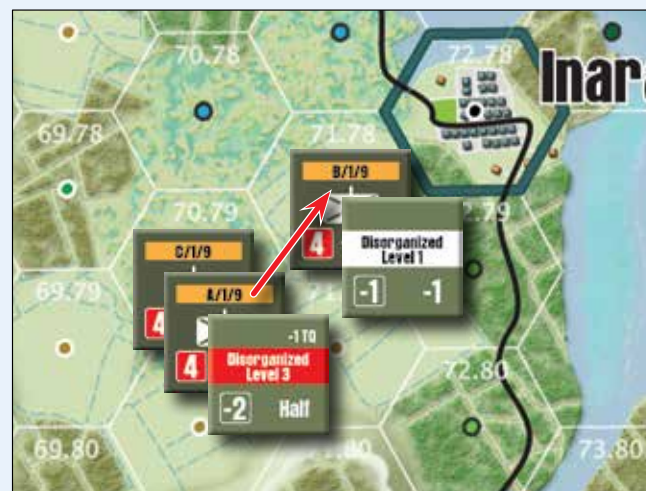 70.78
72.78
Inar
69.78
71.78
B/1/9
4
70.79
2.79
Disorganized
Level 1
-1 -1
C/1/9
4
A/1/9
4
69.79
-1 TQ
Disorganized
Level 3
-2 Half
72.80
69.80
.80
73.80